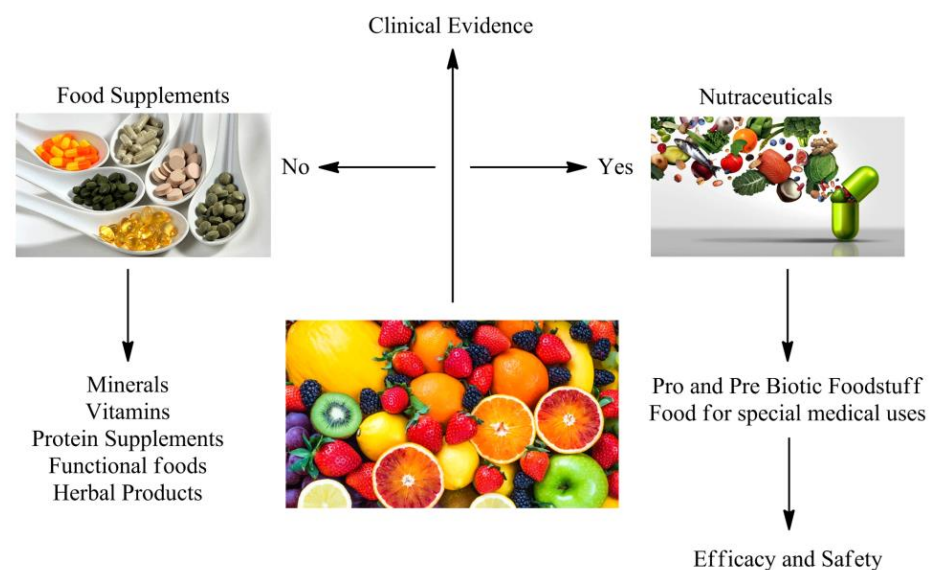 Clinical Evidence
Food Supplements
Nutraceuticals
No
Yes
Minerals
Vitamins
Protein Supplements
Functional foods
Herbal Products
Pro and Pre Biotic Foodstuff
Food for special medical uses
Efficacy and Safety